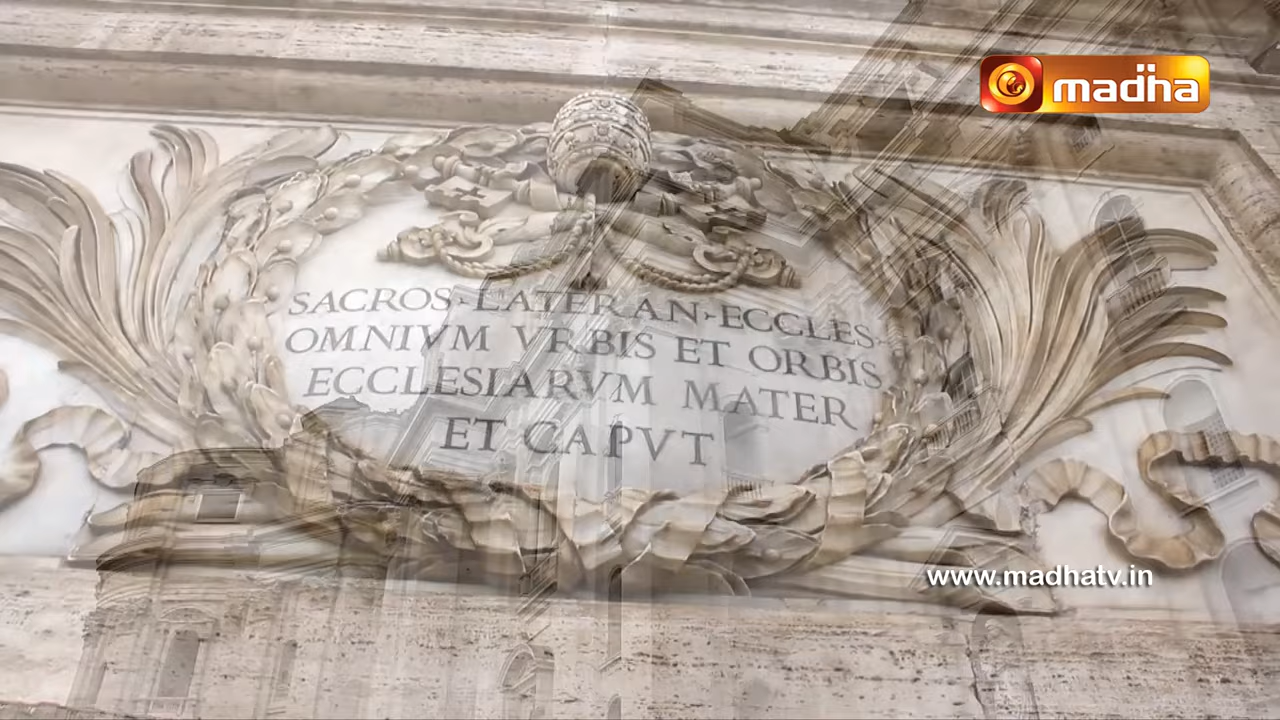 madha
SACROS·LATERAN·ECCLES·
OMNIVM VRBIS ET ORBIS
ECCLESIARVM MATER
ET CAPVT
www.madhatv.in